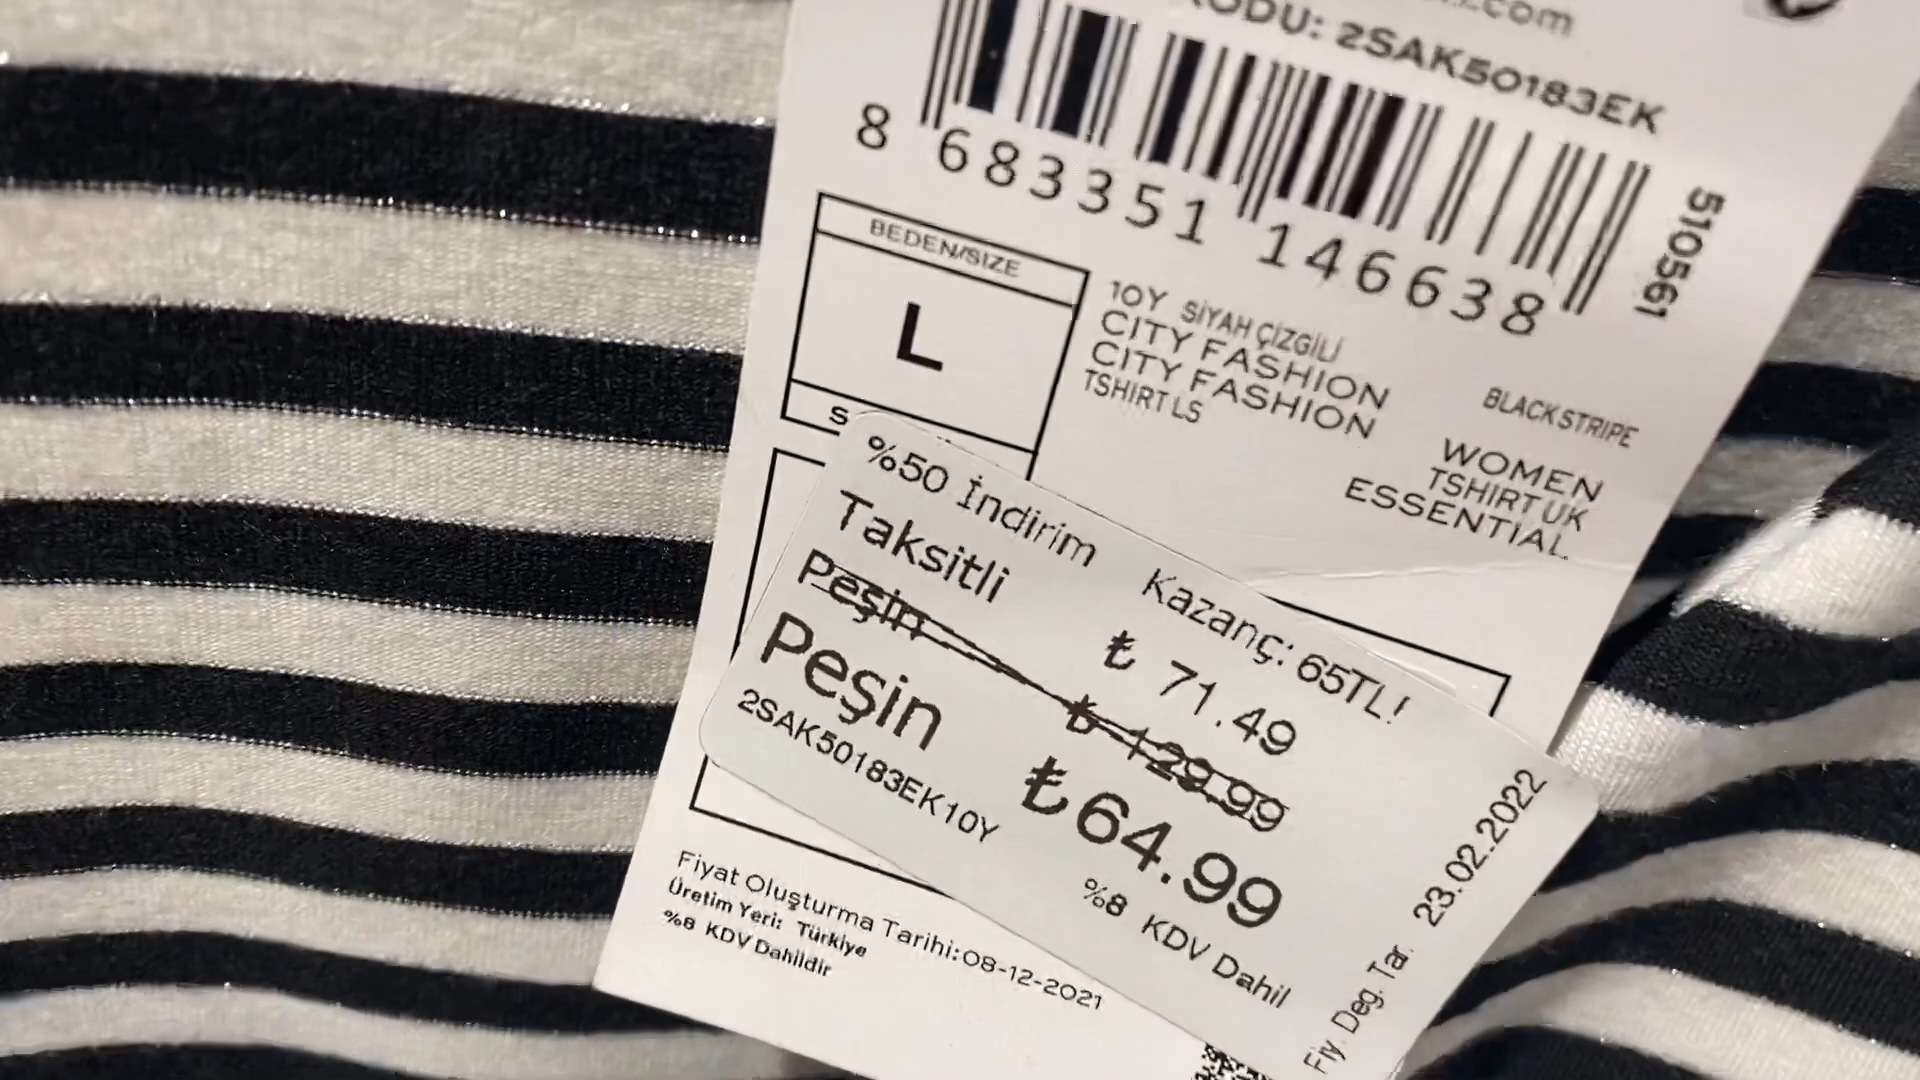 KODU: 2SAK50183EK
8 683351 146638
510561
BEDEN/SIZE
L
10Y SİYAH ÇİZGİLİ
CITY FASHION
CITY FASHION
TSHIRT LS
BLACK STRIPE
WOMEN
TSHIRT UK
ESSENTIAL
%50 İndirim Kazanç: 65TL!
Taksitli ₺ 71.49
Peşin ₺ 129.99
Peşin ₺64.99
2SAK50183EK10Y %8 KDV Dahil
Fiy. Deg. Tar. 23.02.2022
Fiyat Oluşturma Tarihi:08-12-2021
Üretim Yeri: Türkiye
%8 KDV Dahildir